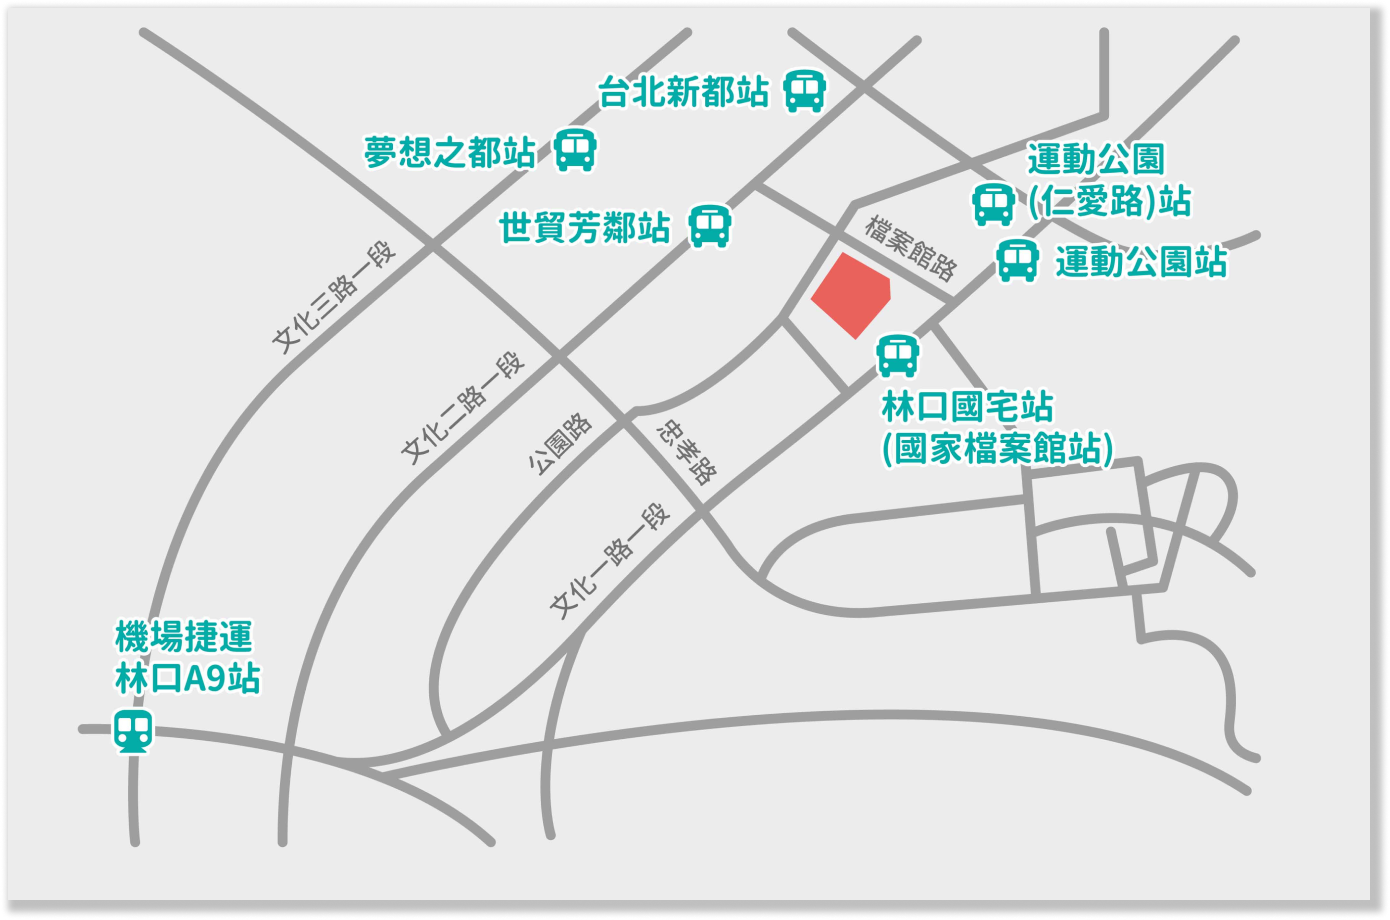 台北新都站
夢想之都站
運動公園
(仁愛路)站
世貿芳鄰站
檔案館路
運動公園站
文化三路一段
林口國宅站
(國家檔案館站)
文化二路一段
公園路
忠孝路
文化一路一段
機場捷運
林口A9站